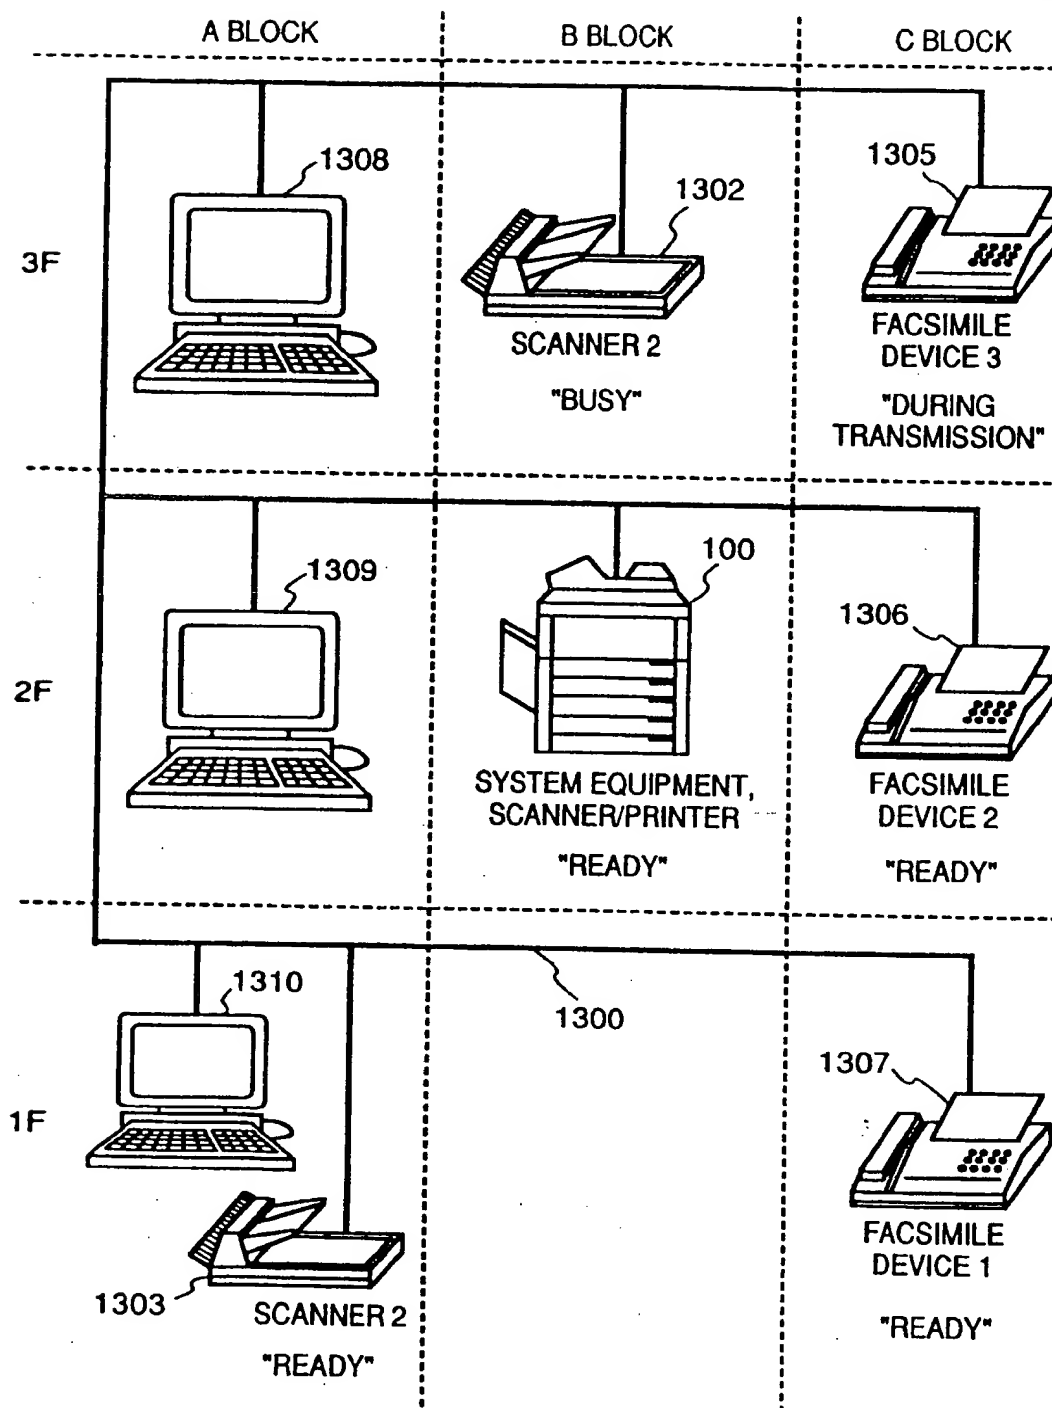 A BLOCK
B BLOCK
C BLOCK
3F
1308
1302
SCANNER 2
"BUSY"
1305
FACSIMILE
DEVICE 3
"DURING
TRANSMISSION"
2F
1309
100
SYSTEM EQUIPMENT,
SCANNER/PRINTER
"READY"
1306
FACSIMILE
DEVICE 2
"READY"
1F
1310
1303
SCANNER 2
"READY"
1300
1307
FACSIMILE
DEVICE 1
"READY"